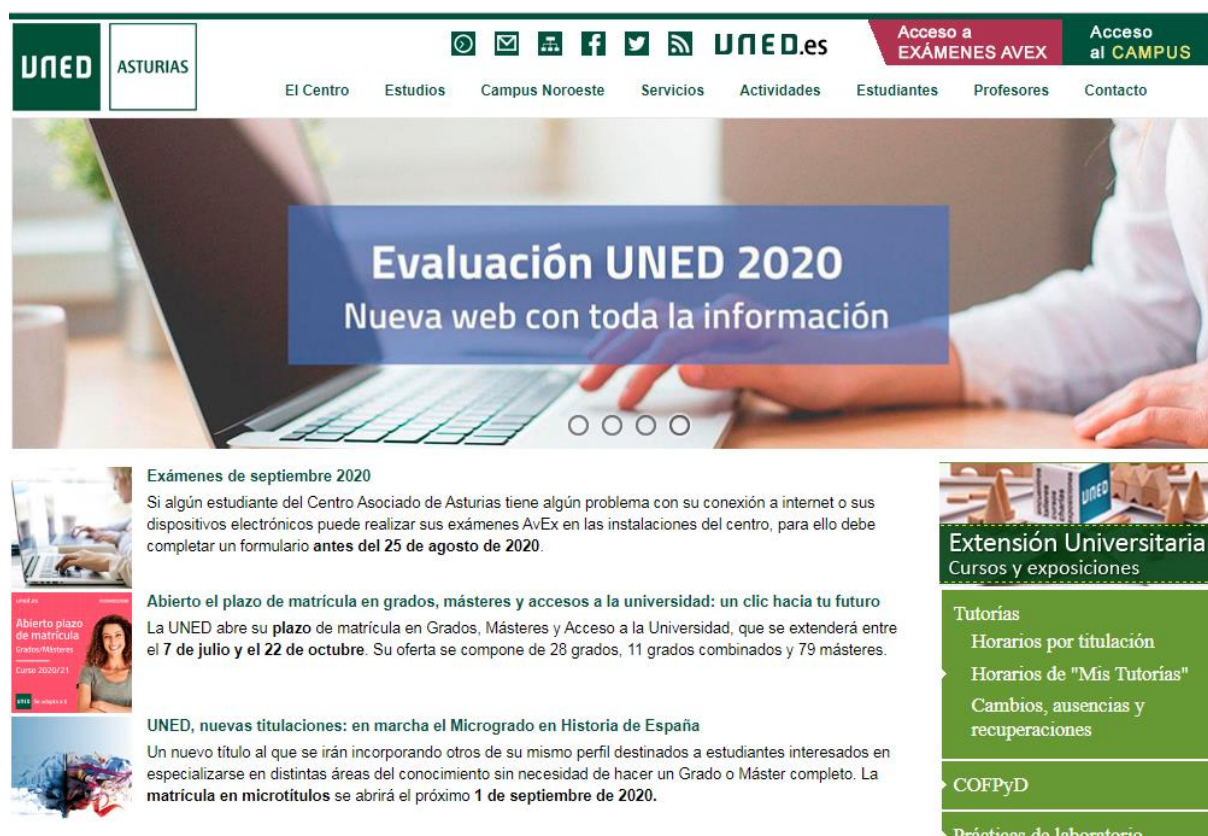 UNED
ASTURIAS
UNED.es
Acceso a
EXÁMENES AVEX
Acceso
al CAMPUS
El Centro Estudios Campus Noroeste Servicios Actividades Estudiantes Profesores Contacto
Evaluación UNED 2020
Nueva web con toda la información
Exámenes de septiembre 2020
Si algún estudiante del Centro Asociado de Asturias tiene algún problema con su conexión a internet o sus
dispositivos electrónicos puede realizar sus exámenes AvEx en las instalaciones del centro, para ello debe
completar un formulario antes del 25 de agosto de 2020.
Abierto plazo
de matrícula
Grados/Másteres
Curso 2020/21
UNED
Abierto el plazo de matrícula en grados, másteres y accesos a la universidad: un clic hacia tu futuro
La UNED abre su plazo de matrícula en Grados, Másteres y Acceso a la Universidad, que se extenderá entre
el 7 de julio y el 22 de octubre. Su oferta se compone de 28 grados, 11 grados combinados y 79 másteres.
UNED, nuevas titulaciones: en marcha el Microgrado en Historia de España
Un nuevo título al que se irán incorporando otros de su mismo perfil destinados a estudiantes interesados en
especializarse en distintas áreas del conocimiento sin necesidad de hacer un Grado o Máster completo. La
matrícula en microtítulos se abrirá el próximo 1 de septiembre de 2020.
UNED
Extensión Universitaria
Cursos y exposiciones
Tutorías
Horarios por titulación
Horarios de "Mis Tutorías"
Cambios, ausencias y
recuperaciones
COFPyD
Prácticas de laboratorio